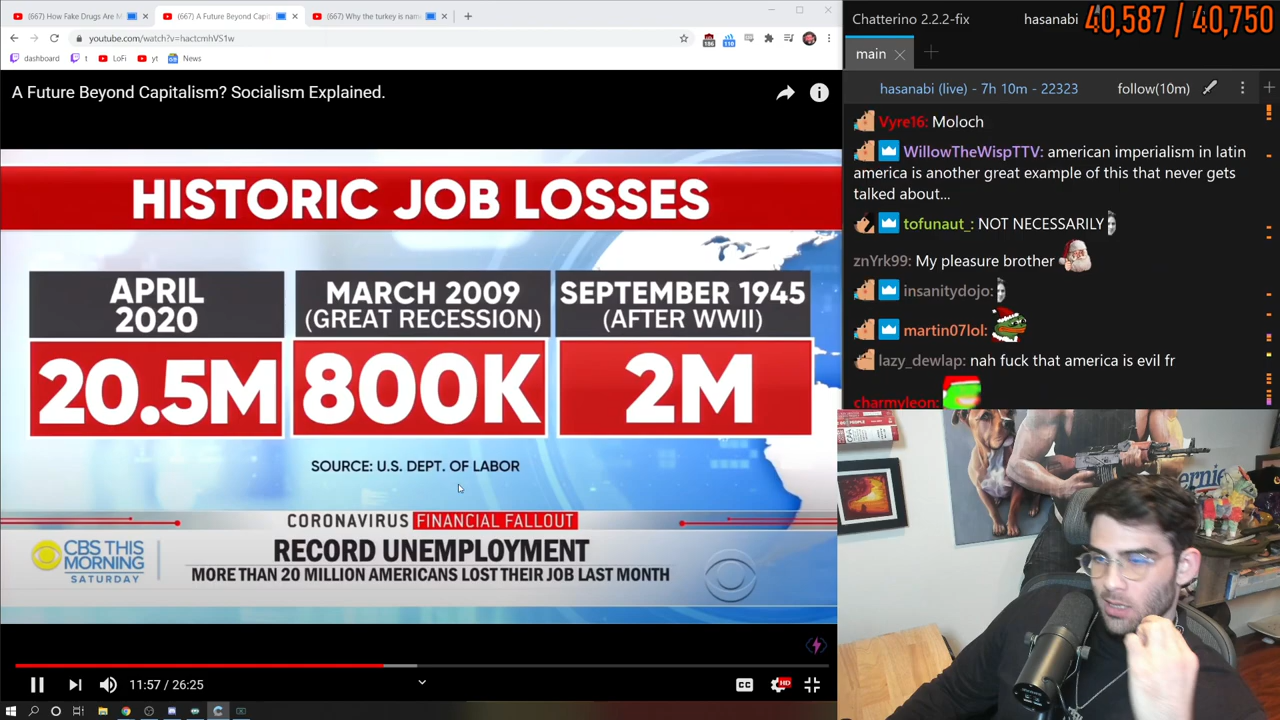 (667) How Fake Drugs Are M
(667) A Future Beyond Capit
(667) Why the turkey is nam
youtube.com/watch?v=hactcmhVS1w
186
110
dashboard
t
LoFi
yt
News
A Future Beyond Capitalism? Socialism Explained.
HISTORIC JOB LOSSES
APRIL
2020
20.5M
MARCH 2009
(GREAT RECESSION)
800K
SEPTEMBER 1945
(AFTER WWII)
2M
SOURCE: U.S. DEPT. OF LABOR
CORONAVIRUS FINANCIAL FALLOUT
CBS THIS
MORNING
SATURDAY
RECORD UNEMPLOYMENT
MORE THAN 20 MILLION AMERICANS LOST THEIR JOB LAST MONTH
11:57 / 26:25
CC
HD
Chatterino 2.2.2-fix
hasanabi
40,587 / 40,750
main
hasanabi (live) - 7h 10m - 22323
follow(10m)
Vyre16: Moloch
WillowTheWispTTV: american imperialism in latin
america is another great example of this that never gets
talked about...
tofunaut_: NOT NECESSARILY
znYrk99: My pleasure brother
insanitydojo:
martin07lol:
lazy_dewlap: nah fuck that america is evil fr
charmyleon:
ernie